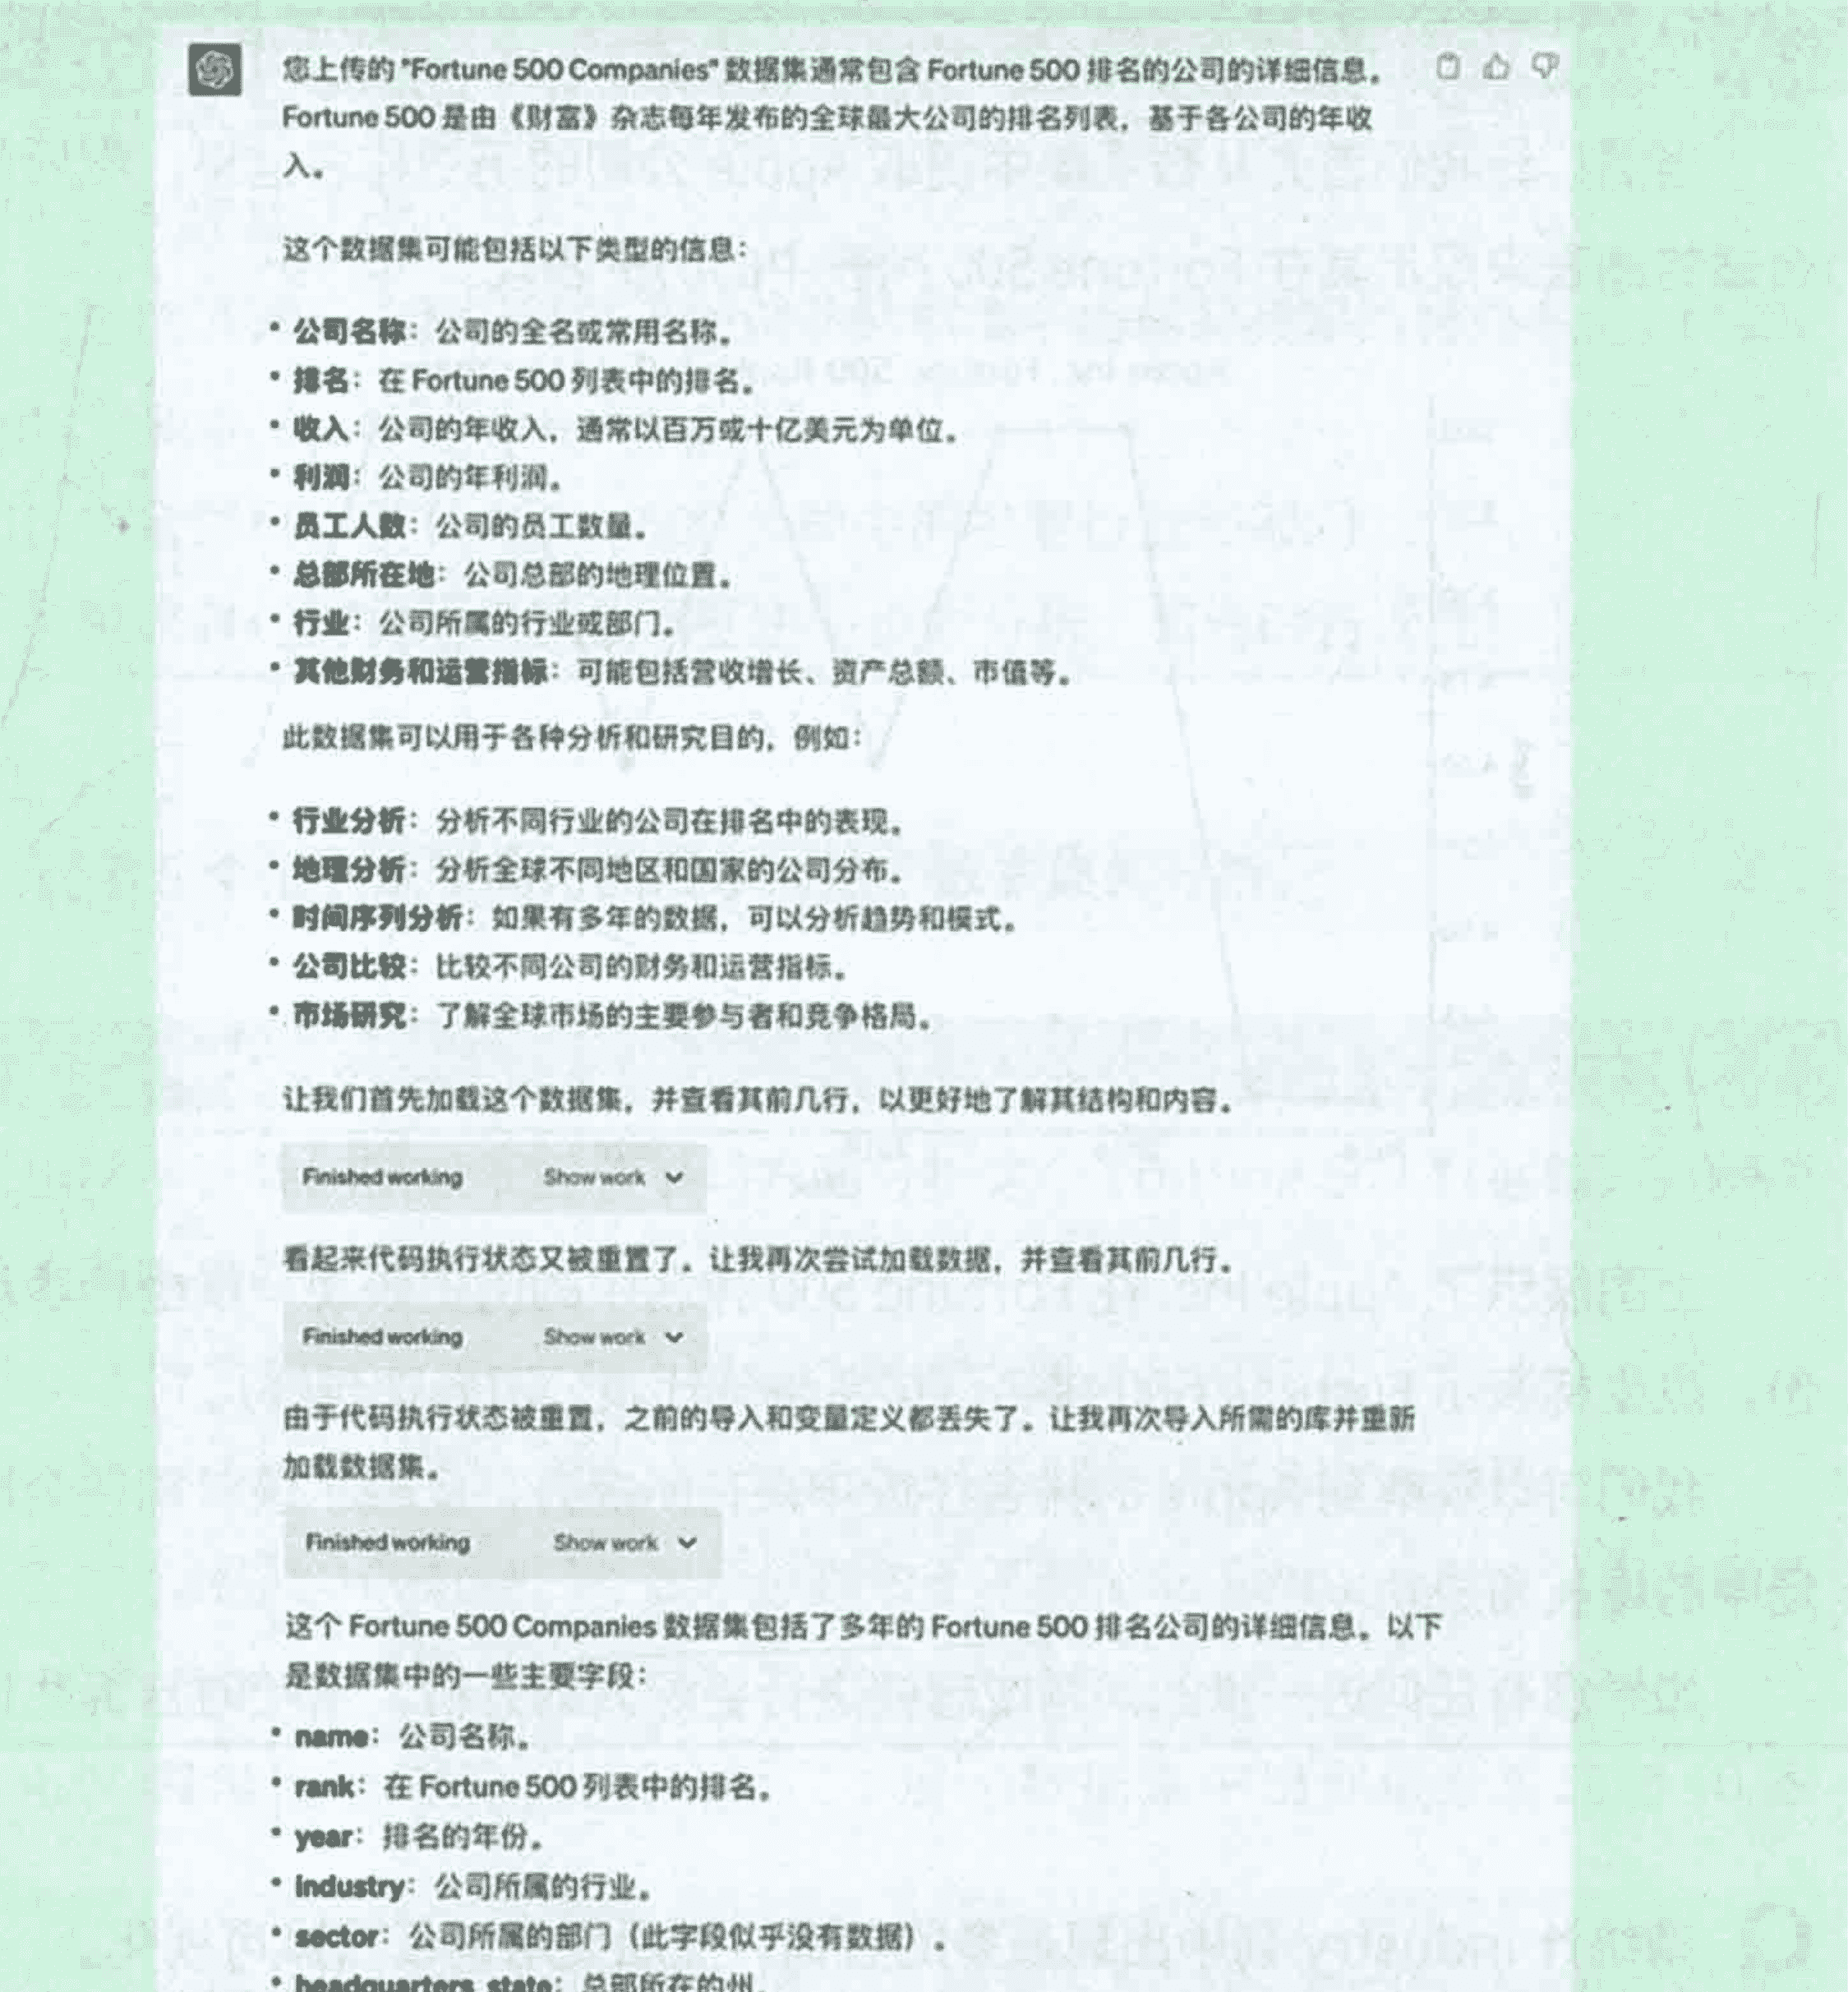 您上传的 "Fortune 500 Companies" 数据集通常包含 Fortune 500 排名的公司的详细信息。
Fortune 500 是由《财富》杂志每年发布的全球最大公司的排名列表，基于各公司的年收
入。
这个数据集可能包括以下类型的信息：
• 公司名称：公司的全名或常用名称。
• 排名：在 Fortune 500 列表中的排名。
• 收入：公司的年收入，通常以百万或十亿美元为单位。
• 利润：公司的年利润。
• 员工人数：公司的员工数量。
• 总部所在地：公司总部的地理位置。
• 行业：公司所属的行业或部门。
• 其他财务和运营指标：可能包括营收增长、资产总额、市值等。
此数据集可以用于各种分析和研究目的，例如：
• 行业分析：分析不同行业的公司在排名中的表现。
• 地理分析：分析全球不同地区和国家的公司分布。
• 时间序列分析：如果有多年的数据，可以分析趋势和模式。
• 公司比较：比较不同公司的财务和运营指标。
• 市场研究：了解全球市场的主要参与者和竞争格局。
让我们首先加载这个数据集，并查看其前几行，以更好地了解其结构和内容。
Finished working Show work
看起来代码执行状态又被重置了。让我再次尝试加载数据，并查看其前几行。
Finished working Show work
由于代码执行状态被重置，之前的导入和变量定义都丢失了。让我再次导入所需的库并重新
加载数据集。
Finished working Show work
这个 Fortune 500 Companies 数据集包括了多年的 Fortune 500 排名公司的详细信息。以下
是数据集中的一些主要字段：
• name：公司名称。
• rank：在 Fortune 500 列表中的排名。
• year：排名的年份。
• industry：公司所属的行业。
• sector：公司所属的部门（此字段似乎没有数据）。
• headquarters_state：总部所在的州。